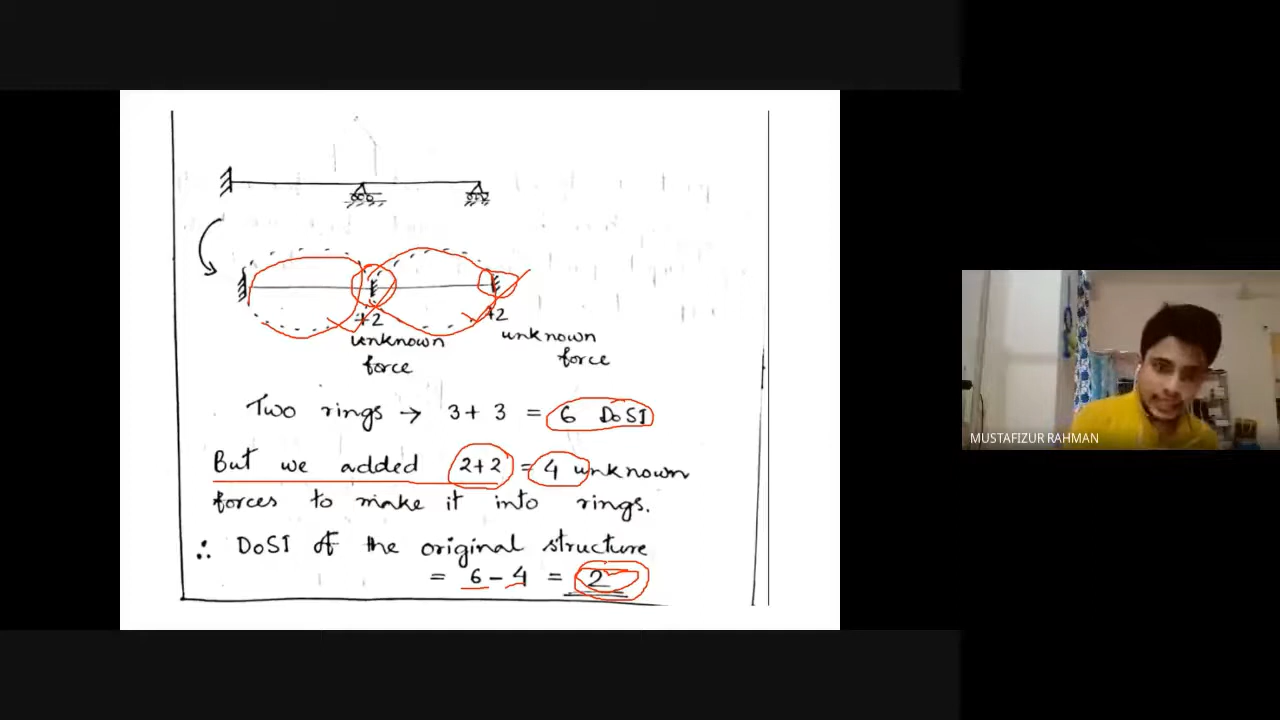 +2
+2
unknown
force
unknown
force
Two rings → 3 + 3 = 6 DoSI
But we added 2+2 = 4 unknown
forces to make it into rings.
∴ DoSI of the original structure
= 6 - 4 = 2
MUSTAFIZUR RAHMAN